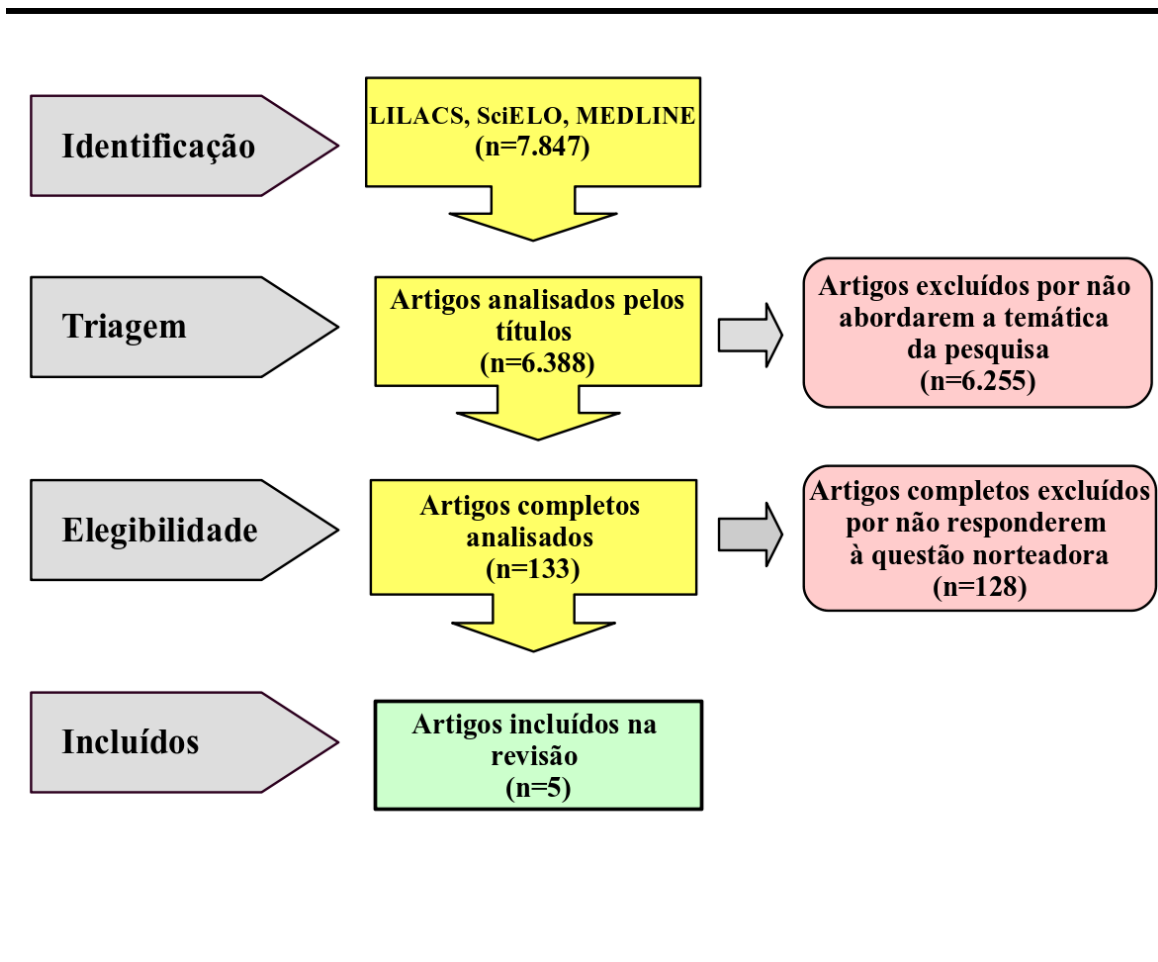 Identificação
LILACS, SciELO, MEDLINE
(n=7.847)
Triagem
Artigos analisados pelos
títulos
(n=6.388)
Artigos excluídos por não
abordarem a temática
da pesquisa
(n=6.255)
Elegibilidade
Artigos completos
analisados
(n=133)
Artigos completos excluídos
por não responderem
à questão norteadora
(n=128)
Incluídos
Artigos incluídos na
revisão
(n=5)